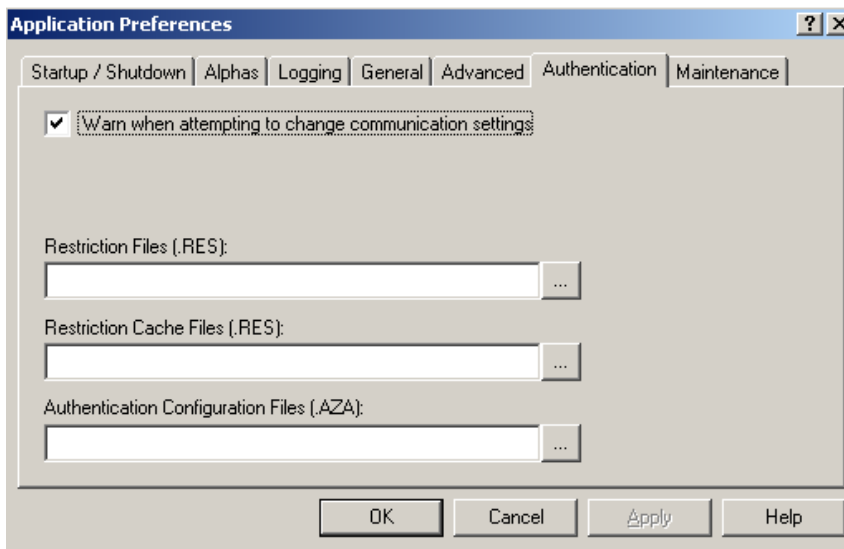 Application Preferences
Startup / Shutdown Alphas Logging General Advanced Authentication Maintenance
Warn when attempting to change communication settings
Restriction Files (.RES):
...
Restriction Cache Files (.RES):
...
Authentication Configuration Files (.AZA):
...
OK Cancel Apply Help